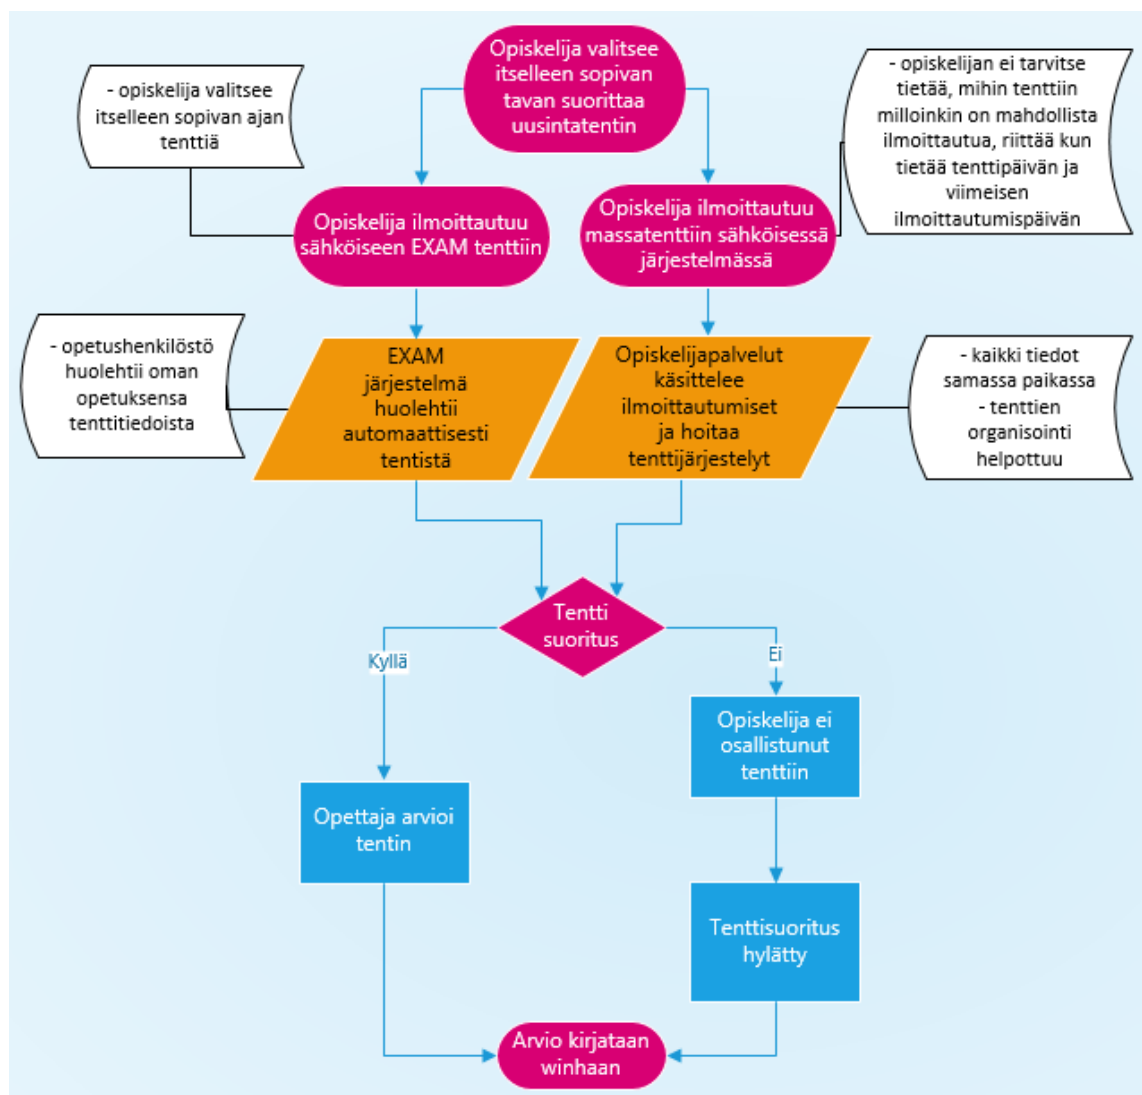 Opiskelija valitsee
itselleen sopivan
tavan suorittaa
uusintatentin
- opiskelija valitsee
itselleen sopivan ajan
tenttiä
- opiskelijan ei tarvitse
tietää, mihin tenttiin
milloinkin on mahdollista
ilmoittautua, riittää kun
tietää tenttipäivän ja
viimeisen
ilmoittautumispäivän
Opiskelija ilmoittautuu
sähköiseen EXAM tenttiin
Opiskelija ilmoittautuu
massatenttiin sähköisessä
järjestelmässä
- opetushenkilöstö
huolehtii oman
opetuksensa
tenttitiedoista
EXAM
järjestelmä
huolehtii
automaattisesti
tentistä
Opiskelijapalvelut
käsittelee
ilmoittautumiset
ja hoitaa
tenttijärjestelyt
- kaikki tiedot
samassa paikassa
- tenttien
organisointi
helpottuu
Tentti
suoritus
Kyllä
Ei
Opiskelija ei
osallistunut
tenttiin
Opettaja arvioi
tentin
Tenttisuoritus
hylätty
Arvio kirjataan
winhaan